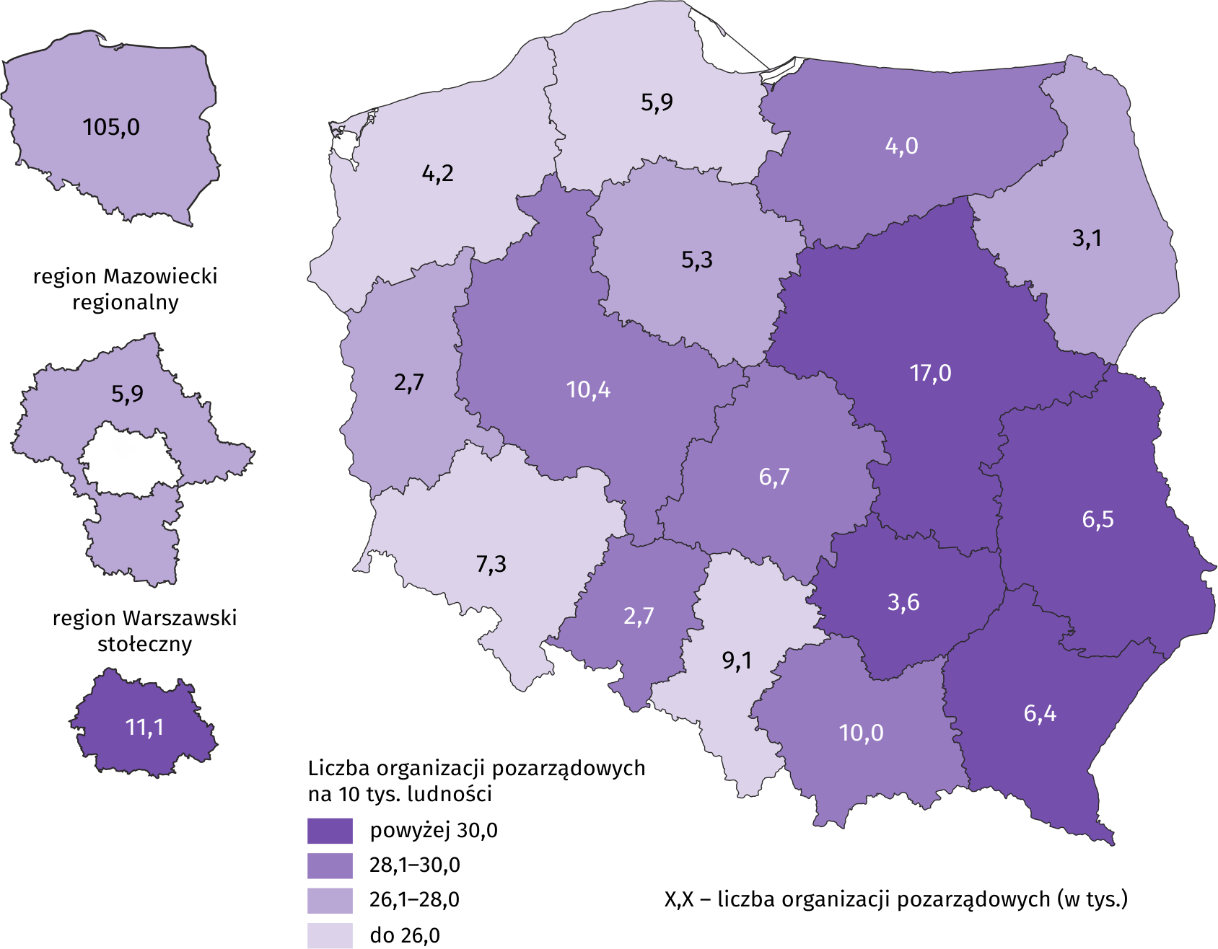 105,0
region Mazowiecki
regionalny
5,9
region Warszawski
stołeczny
11,1
5,9
4,2
4,0
5,3
3,1
2,7
10,4
17,0
6,7
6,5
7,3
2,7
3,6
9,1
10,0
6,4
Liczba organizacji pozarządowych
na 10 tys. ludności
powyżej 30,0
28,1–30,0
26,1–28,0
do 26,0
X,X – liczba organizacji pozarządowych (w tys.)